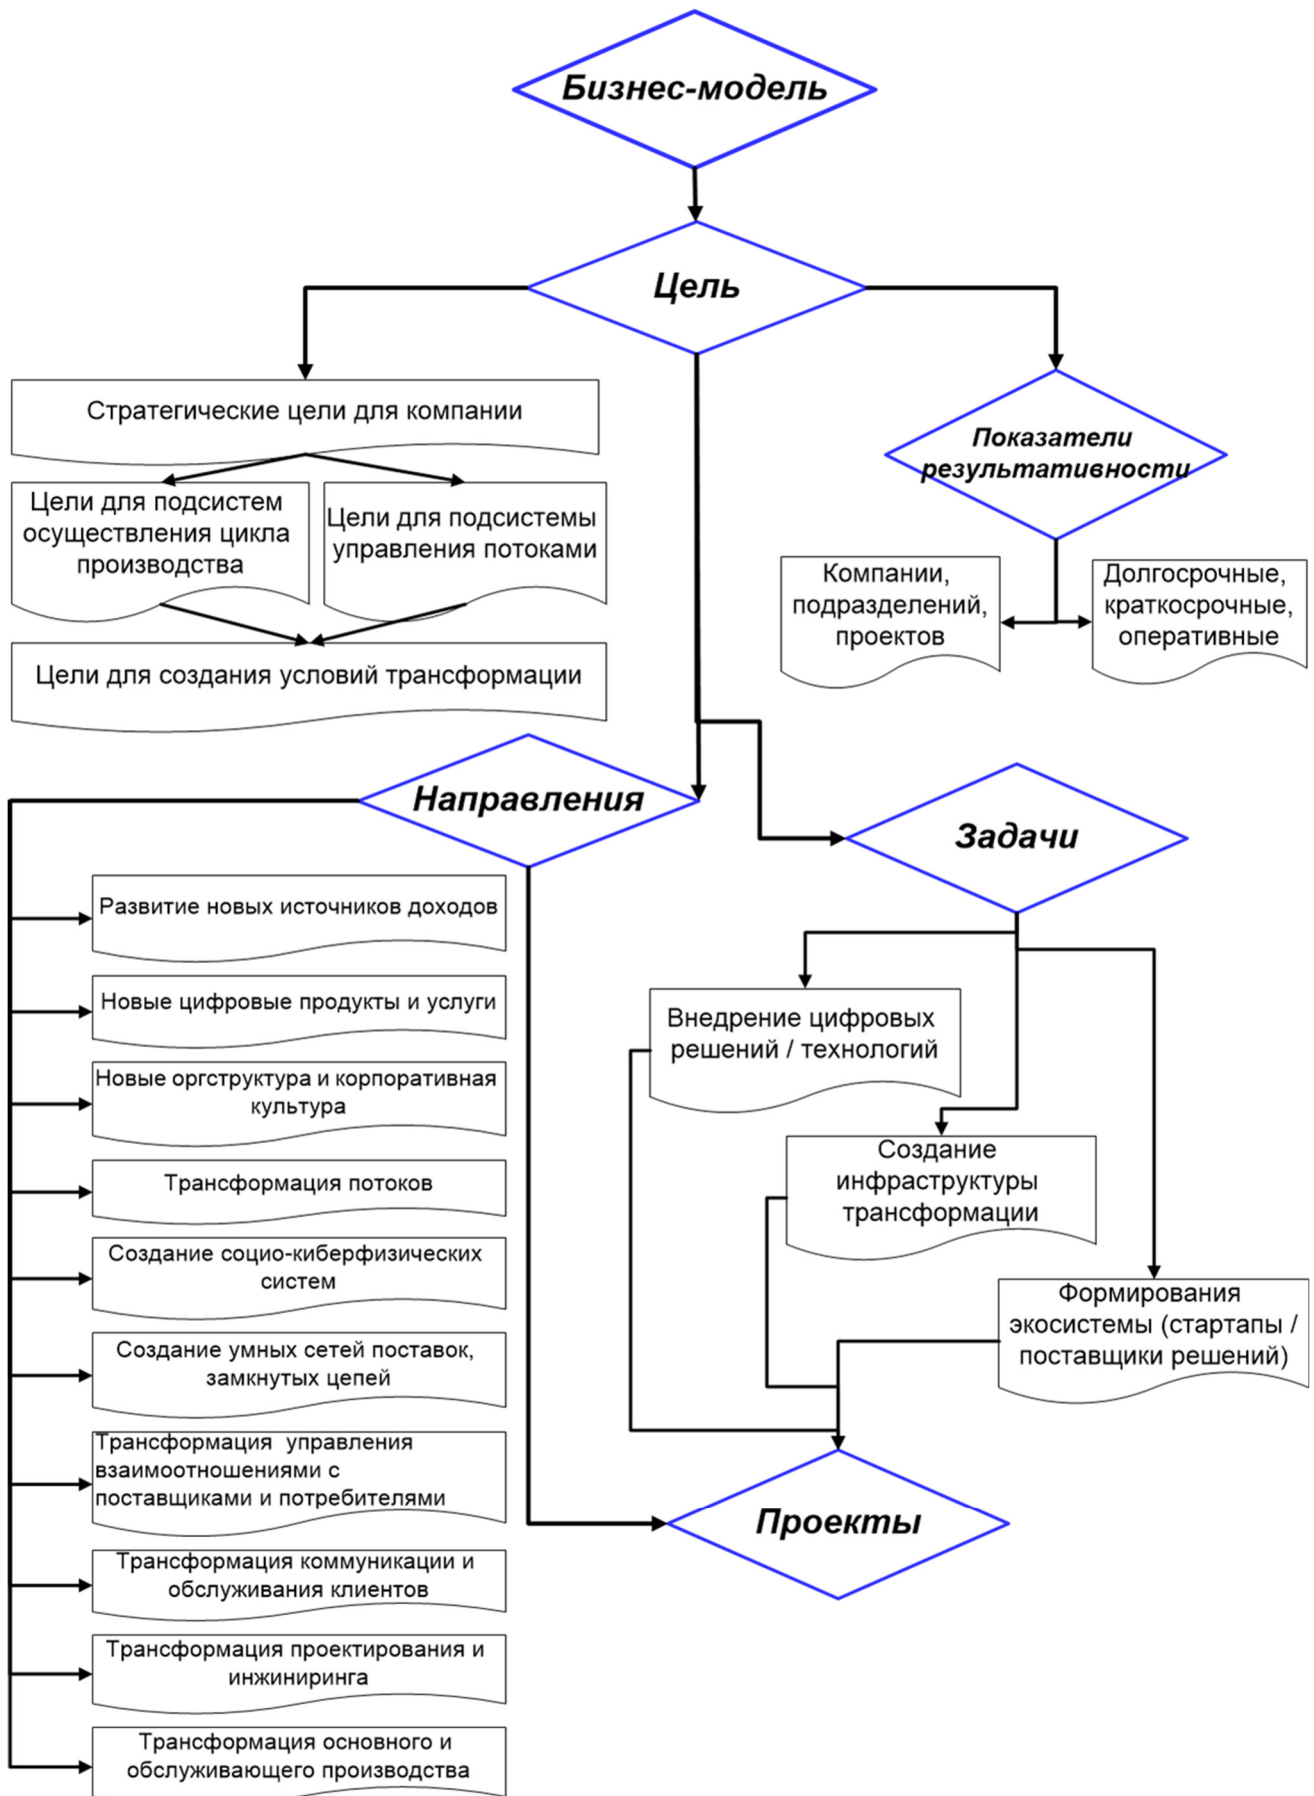 Бизнес-модель
Цель
Стратегические цели для компании
Цели для подсистем
осуществления цикла
производства
Цели для подсистемы
управления потоками
Цели для создания условий трансформации
Показатели
результативности
Компании,
подразделений,
проектов
Долгосрочные,
краткосрочные,
оперативные
Направления
Развитие новых источников доходов
Новые цифровые продукты и услуги
Новые оргструктура и корпоративная
культура
Трансформация потоков
Создание социо-киберфизических
систем
Создание умных сетей поставок,
замкнутых цепей
Трансформация управления
взаимоотношениями с
поставщиками и потребителями
Трансформация коммуникации и
обслуживания клиентов
Трансформация проектирования и
инжиниринга
Трансформация основного и
обслуживающего производства
Задачи
Внедрение цифровых
решений / технологий
Создание
инфраструктуры
трансформации
Формирования
экосистемы (стартапы /
поставщики решений)
Проекты